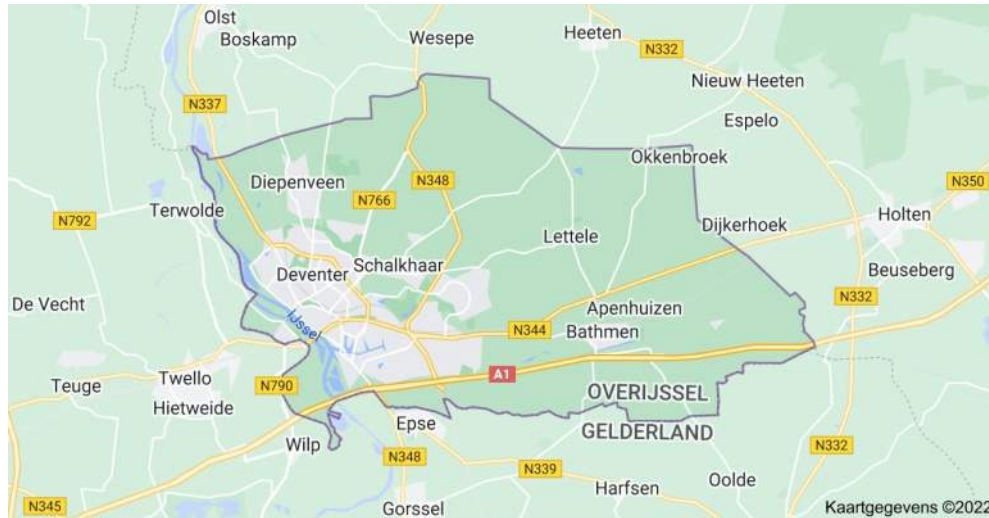 Olst
Boskamp
Wesepe
Heeten
N332
Nieuw Heeten
N337
Espelo
Okkenbroek
Diepenveen
N348
N766
N350
Terwolde
N792
Holten
Dijkerhoek
Lettele
Schalkhaar
Deventer
Beuseberg
De Vecht
N332
IJssel
Apenhuizen
N344
Bathmen
A1
Twello
N790
Teuge
Hietweide
OVERIJSSEL
Epse
GELDERLAND
Wilp
N332
N348
N339
Oolde
Harfsen
N345
Gorssel
Kaartgegevens ©2022